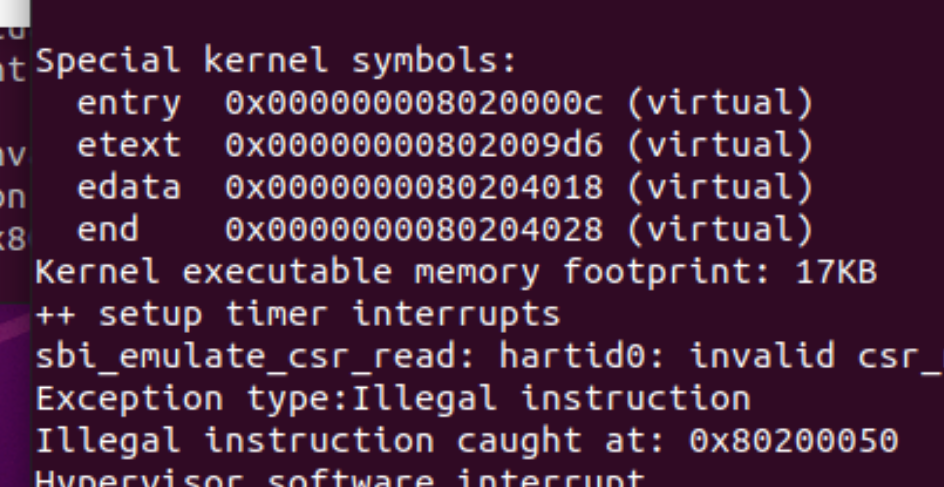 Special kernel symbols:
entry 0x000000008020000c (virtual)
etext 0x00000000802009d6 (virtual)
edata 0x0000000080204018 (virtual)
end 0x0000000080204028 (virtual)
Kernel executable memory footprint: 17KB
++ setup timer interrupts
sbi_emulate_csr_read: hartid0: invalid csr_
Exception type:Illegal instruction
Illegal instruction caught at: 0x80200050
Hypervisor software interrupt